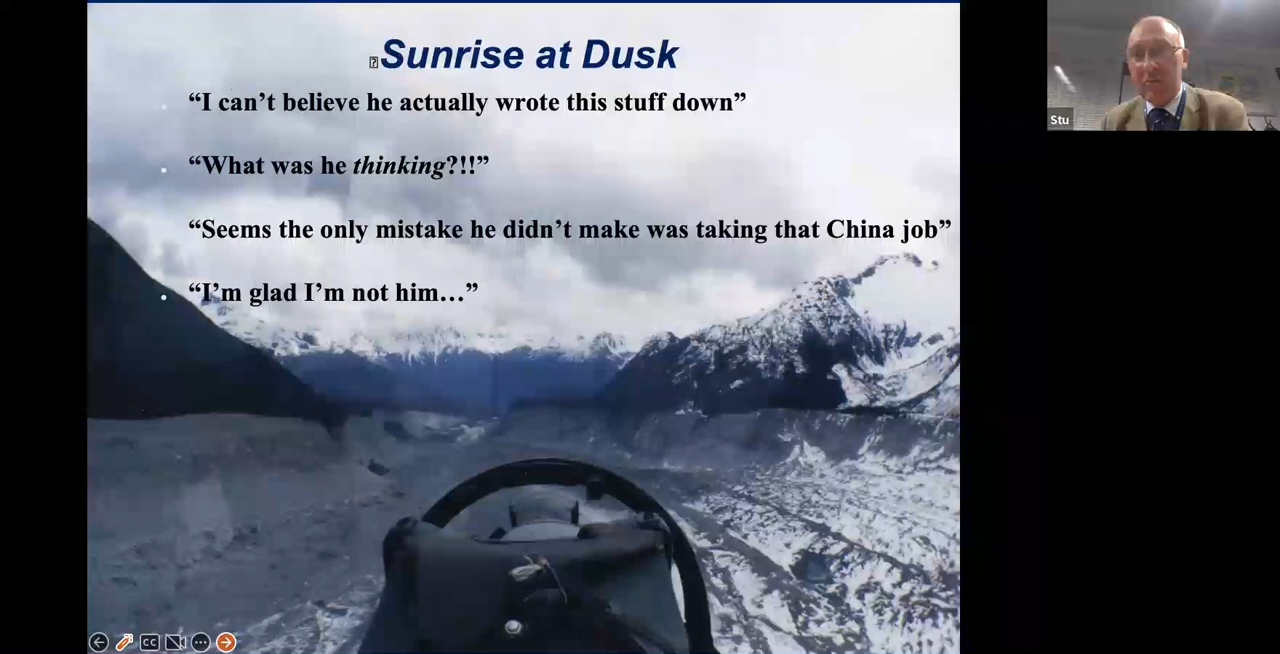 Sunrise at Dusk
“I can’t believe he actually wrote this stuff down”
“What was he thinking?!!”
“Seems the only mistake he didn’t make was taking that China job”
“I’m glad I’m not him…”
Stu
CC